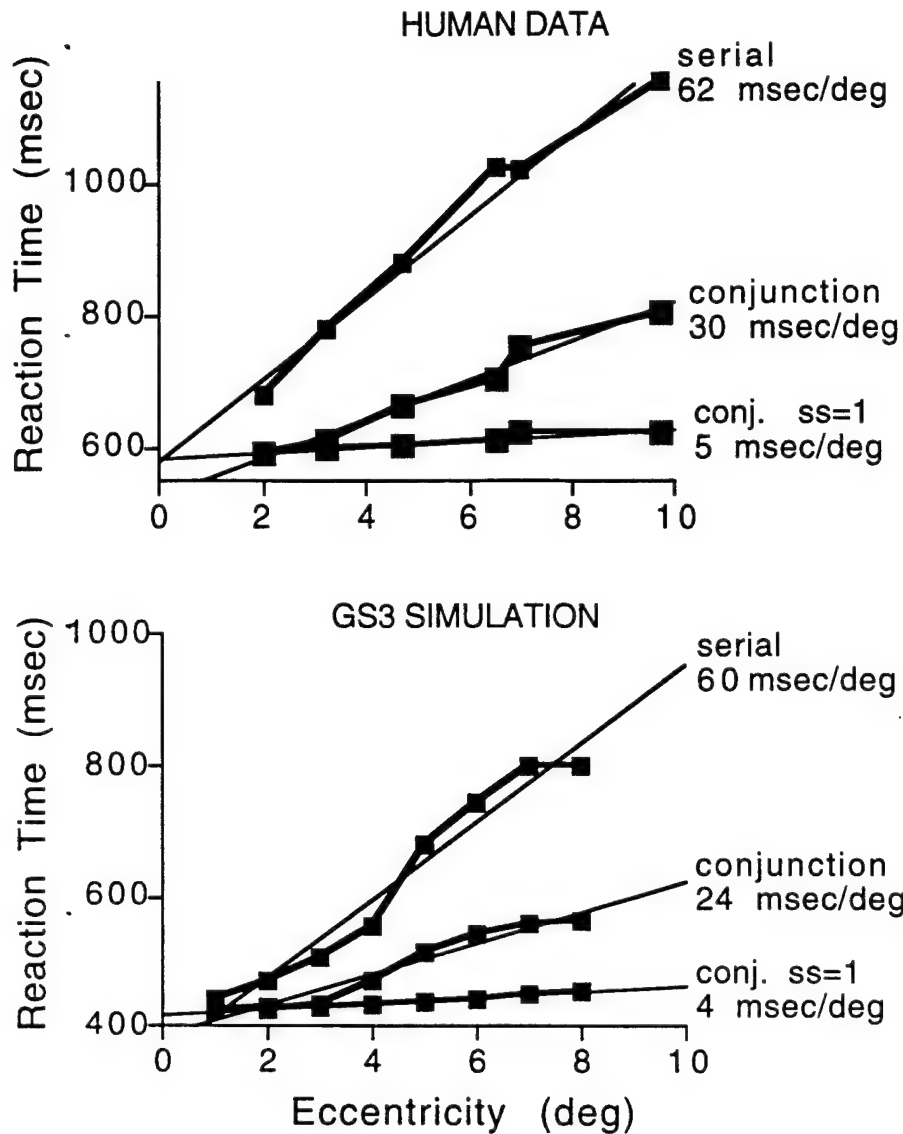 HUMAN DATA
Reaction Time (msec)
1000
800
600
0 2 4 6 8 10
serial
62 msec/deg
conjunction
30 msec/deg
conj. ss=1
5 msec/deg
GS3 SIMULATION
Reaction Time (msec)
1000
800
600
400
0 2 4 6 8 10
serial
60 msec/deg
conjunction
24 msec/deg
conj. ss=1
4 msec/deg
Eccentricity (deg)